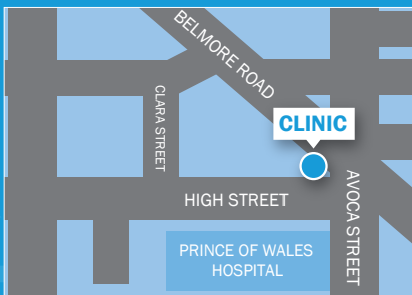 BELMORE ROAD
CLARA STREET
CLINIC
AVOCA STREET
HIGH STREET
PRINCE OF WALES
HOSPITAL